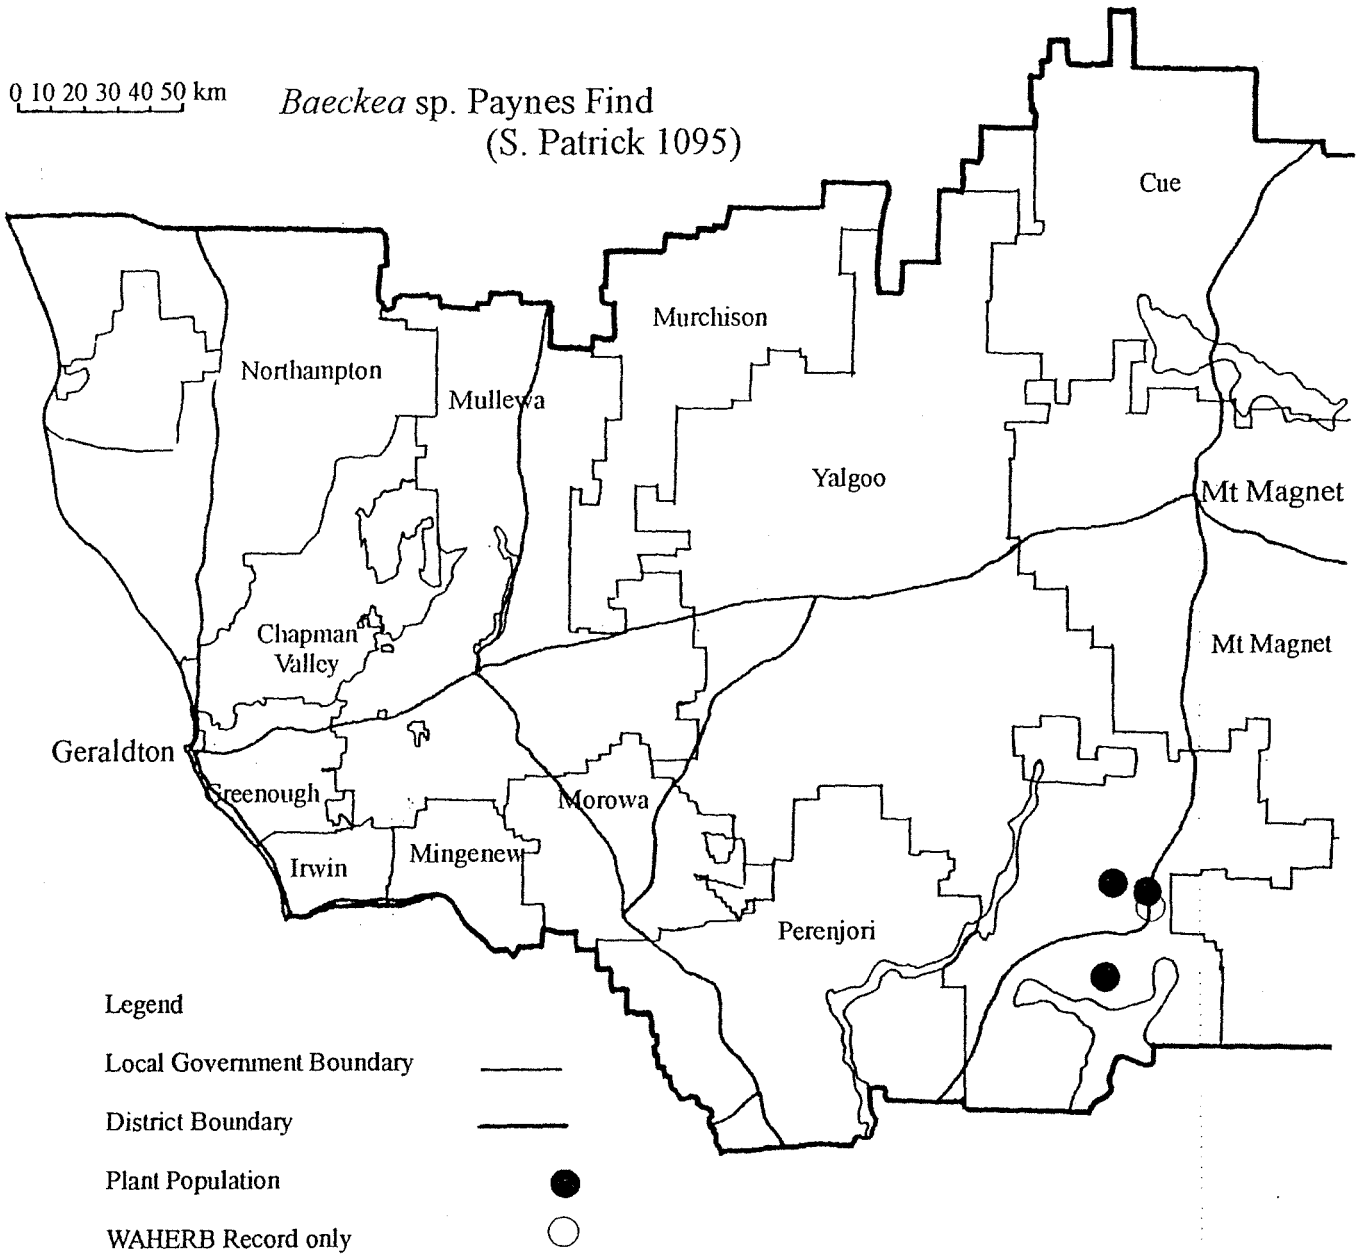 0 10 20 30 40 50 km
Baeckea sp. Paynes Find
(S. Patrick 1095)
Cue
Murchison
Northampton
Mullewa
Yalgoo
Mt Magnet
Chapman
Valley
Mt Magnet
Geraldton
Greenough
Morowa
Irwin
Mingenew
Perenjori
Legend
Local Government Boundary
District Boundary
Plant Population
WAHERB Record only